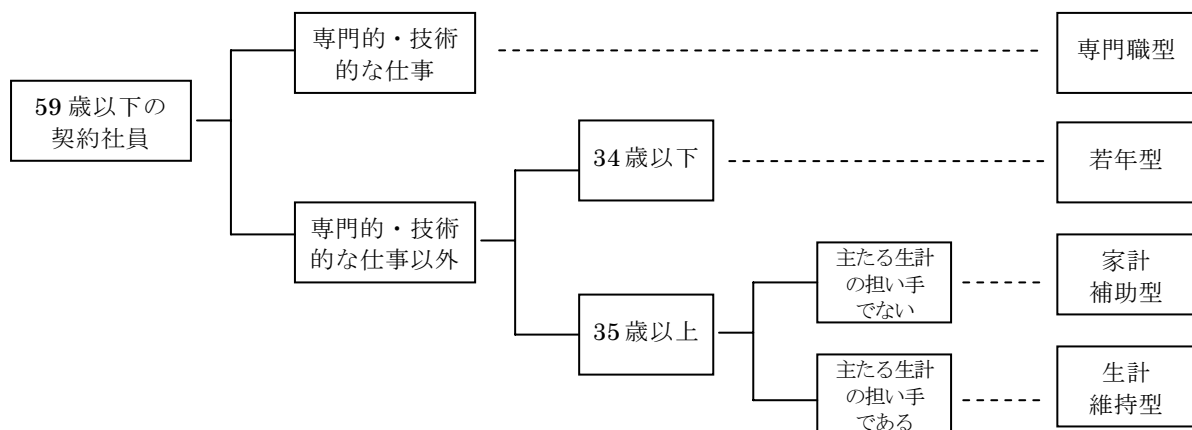 59歳以下の
契約社員
専門的・技術
的な仕事
専門職型
専門的・技術
的な仕事以外
34歳以下
若年型
35歳以上
主たる生計
の担い手
でない
家計
補助型
主たる生計
の担い手
である
生計
維持型